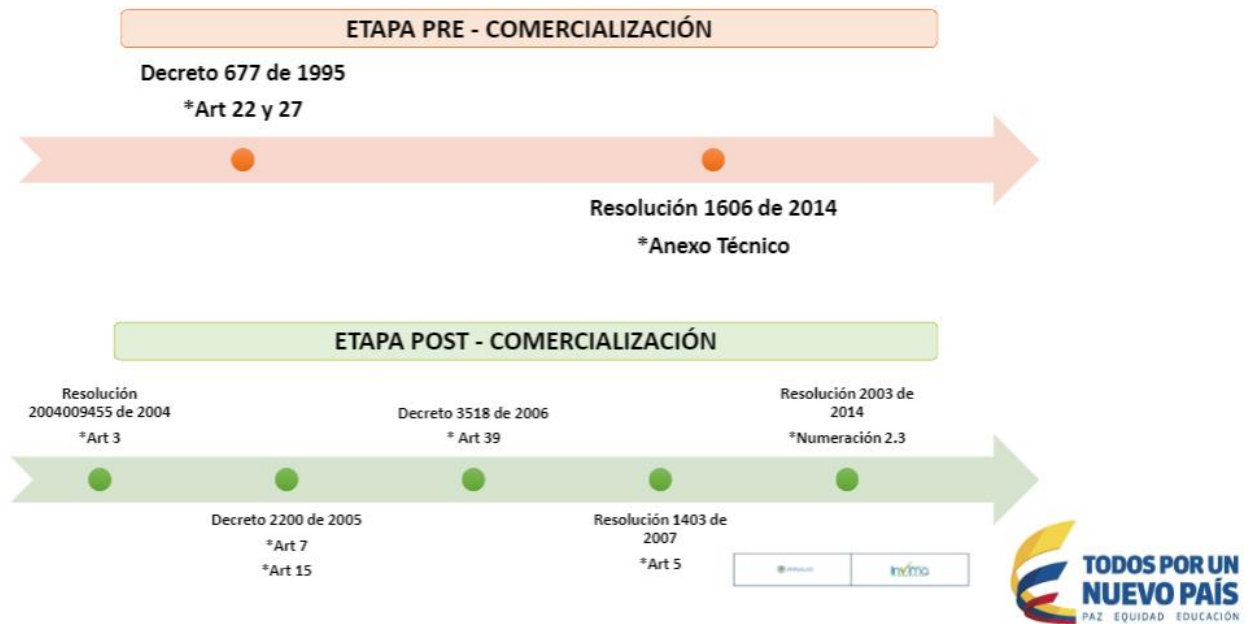 ETAPA PRE - COMERCIALIZACIÓN
Decreto 677 de 1995
*Art 22 y 27
Resolución 1606 de 2014
*Anexo Técnico
ETAPA POST - COMERCIALIZACIÓN
Resolución
2004009455 de 2004
*Art 3
Decreto 2200 de 2005
*Art 7
*Art 15
Decreto 3518 de 2006
* Art 39
Resolución 1403 de
2007
*Art 5
Resolución 2003 de
2014
*Numeración 2.3
MINSALUD
invima
TODOS POR UN
NUEVO PAÍS
PAZ EQUIDAD EDUCACIÓN